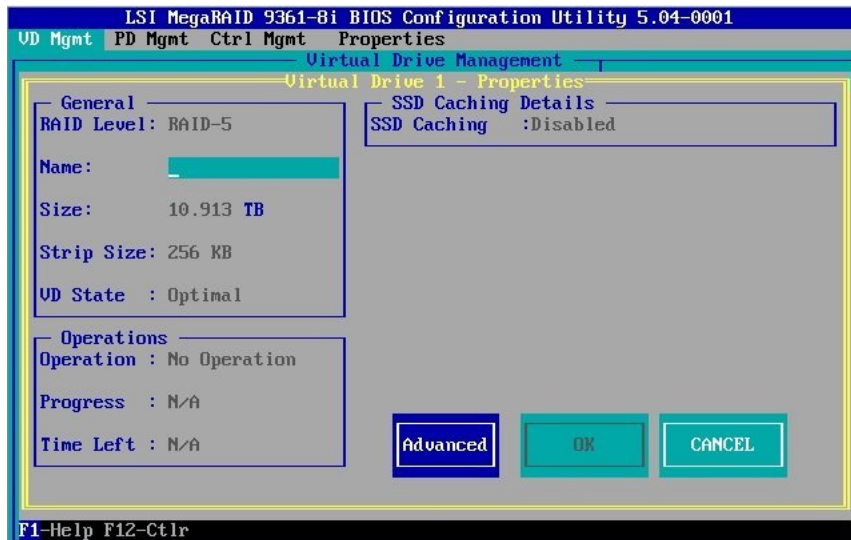 LSI MegaRAID 9361-8i BIOS Configuration Utility 5.04-0001
VD Mgmt PD Mgmt Ctrl Mgmt Properties
Virtual Drive Management
Virtual Drive 1 - Properties
General
RAID Level: RAID-5
Name:
Size: 10.913 TB
Strip Size: 256 KB
VD State : Optimal
SSD Caching Details
SSD Caching :Disabled
Operations
Operation : No Operation
Progress : N/A
Time Left : N/A
Advanced
OK
CANCEL
F1-Help F12-Ctlr